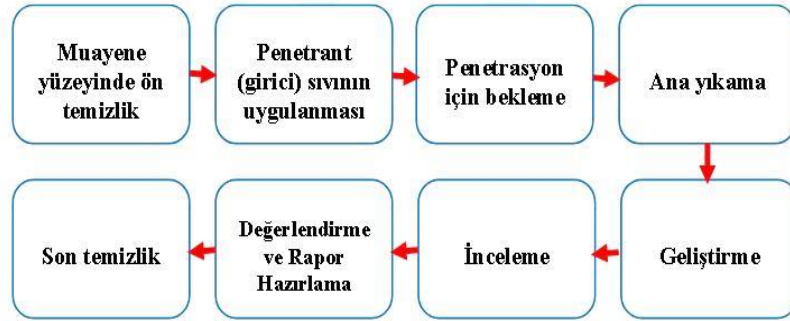 Muayene
yüzeyinde ön
temizlik
Penetrant
(girici) sıvının
uygulanması
Penetrasyon
için bekleme
Ana yıkama
Geliştirme
İnceleme
Değerlendirme
ve Rapor
Hazırlama
Son temizlik